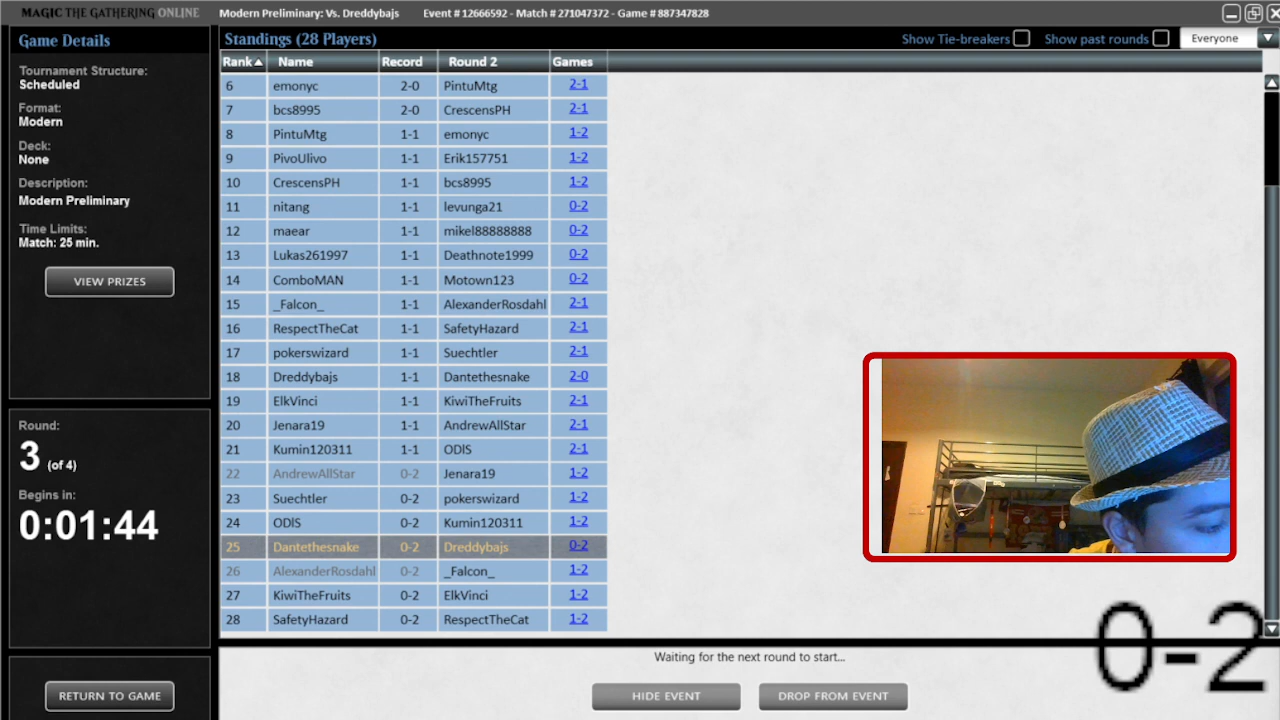 MAGIC THE GATHERING ONLINE Modern Preliminary: Vs. Dreddybajs Event # 12666592 - Match # 271047372 - Game # 887347828
Game Details
Tournament Structure:
Scheduled
Format:
Modern
Deck:
None
Description:
Modern Preliminary
Time Limits:
Match: 25 min.
VIEW PRIZES
Round:
3 (of 4)
Begins in:
0:01:44
RETURN TO GAME
Standings (28 Players) Show Tie-breakers Show past rounds Everyone
Rank Name Record Round 2 Games
6 emonyc 2-0 PintuMtg 2-1
7 bcs8995 2-0 CrescensPH 2-1
8 PintuMtg 1-1 emonyc 1-2
9 PivoUlivo 1-1 Erik157751 1-2
10 CrescensPH 1-1 bcs8995 1-2
11 nitang 1-1 levunga21 0-2
12 maear 1-1 mikel88888888 0-2
13 Lukas261997 1-1 Deathnote1999 0-2
14 ComboMAN 1-1 Motown123 0-2
15 _Falcon_ 1-1 AlexanderRosdahl 2-1
16 RespectTheCat 1-1 SafetyHazard 2-1
17 pokerswizard 1-1 Suechtler 2-1
18 Dreddybajs 1-1 Dantethesnake 2-0
19 ElkVinci 1-1 KiwiTheFruits 2-1
20 Jenara19 1-1 AndrewAllStar 2-1
21 Kumin120311 1-1 ODlS 2-1
22 AndrewAllStar 0-2 Jenara19 1-2
23 Suechtler 0-2 pokerswizard 1-2
24 ODlS 0-2 Kumin120311 1-2
25 Dantethesnake 0-2 Dreddybajs 0-2
26 AlexanderRosdahl 0-2 _Falcon_ 1-2
27 KiwiTheFruits 0-2 ElkVinci 1-2
28 SafetyHazard 0-2 RespectTheCat 1-2
Waiting for the next round to start...
HIDE EVENT DROP FROM EVENT
0-2